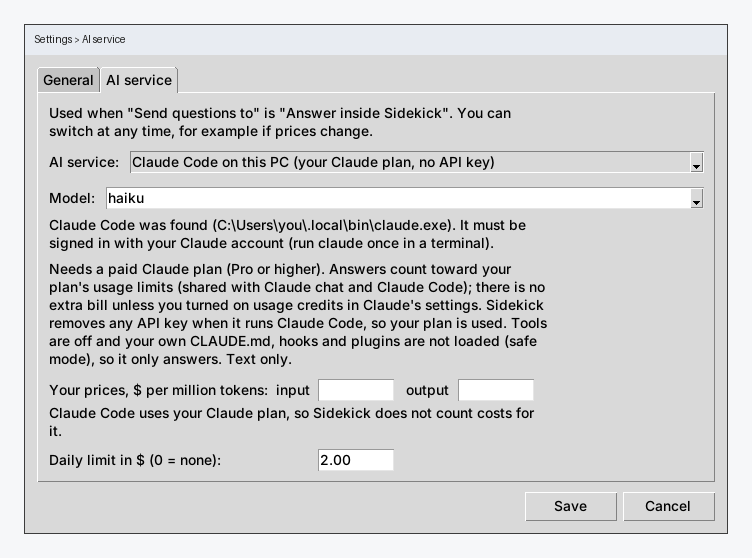 Settings > AI service
General AI service
Used when "Send questions to" is "Answer inside Sidekick". You can
switch at any time, for example if prices change.
AI service: Claude Code on this PC (your Claude plan, no API key)
Model: haiku
Claude Code was found (C:\Users\you\.local\bin\claude.exe). It must be
signed in with your Claude account (run claude once in a terminal).
Needs a paid Claude plan (Pro or higher). Answers count toward your
plan's usage limits (shared with Claude chat and Claude Code); there is no
extra bill unless you turned on usage credits in Claude's settings. Sidekick
removes any API key when it runs Claude Code, so your plan is used. Tools
are off and your own CLAUDE.md, hooks and plugins are not loaded (safe
mode), so it only answers. Text only.
Your prices, $ per million tokens: input output
Claude Code uses your Claude plan, so Sidekick does not count costs for
it.
Daily limit in $ (0 = none): 2.00
Save Cancel